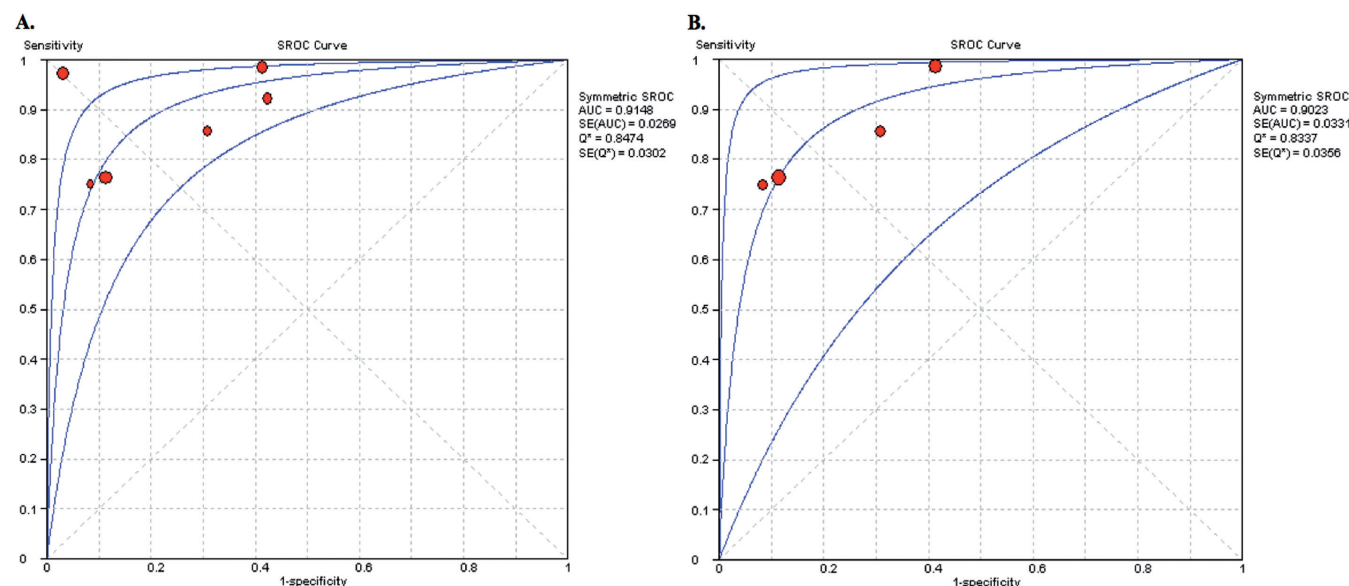 A.
Sensitivity
SROC Curve
1
0.9
0.8
0.7
0.6
0.5
0.4
0.3
0.2
0.1
0
0
0.2
0.4
0.6
0.8
1
1-specificity
Symmetric SROC
AUC = 0.9148
SE(AUC) = 0.0269
Q* = 0.8474
SE(Q*) = 0.0302
B.
Sensitivity
SROC Curve
1
0.9
0.8
0.7
0.6
0.5
0.4
0.3
0.2
0.1
0
0
0.2
0.4
0.6
0.8
1
1-specificity
Symmetric SROC
AUC = 0.9023
SE(AUC) = 0.0331
Q* = 0.8337
SE(Q*) = 0.0356